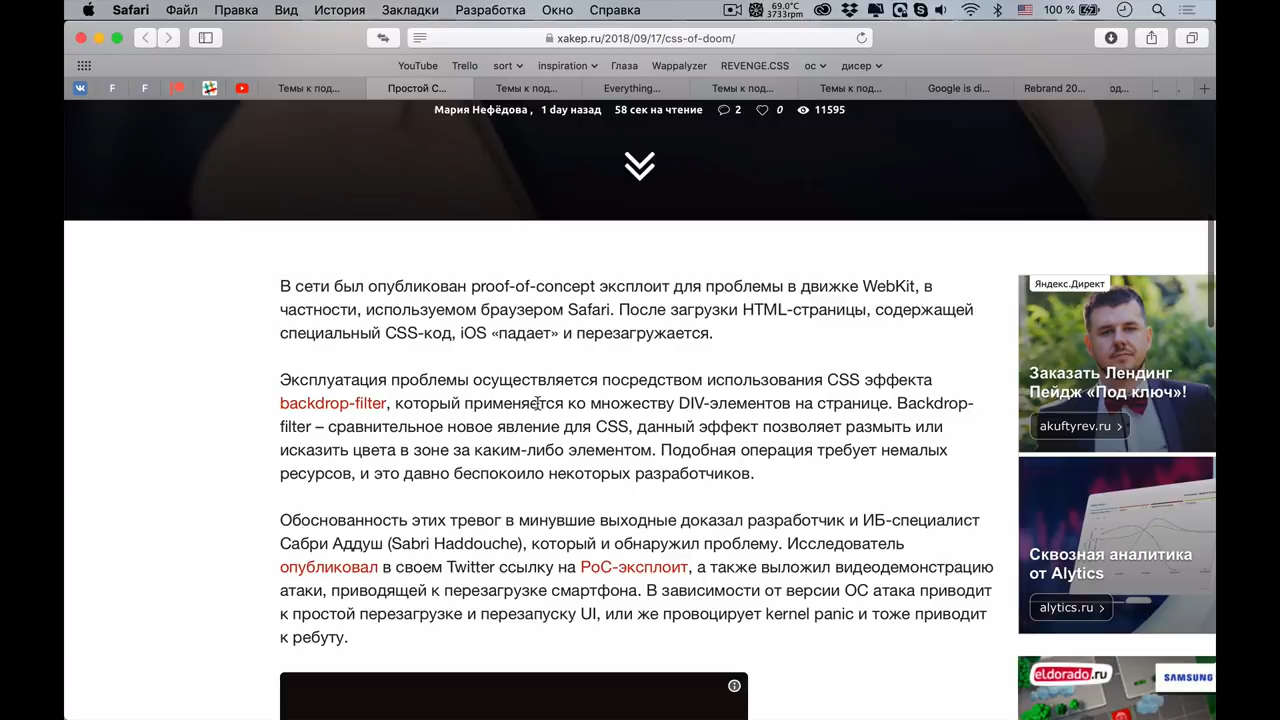 Safari Файл Правка Вид История Закладки Разработка Окно Справка 69.0°C 3733rpm 100 %
xakep.ru/2018/09/17/css-of-doom/
YouTube Trello sort inspiration Глаза Wappalyzer REVENGE.CSS ос дисер
F F Темы к под... Простой C... Темы к под... Everything... Темы к под... Темы к под... Google is di... Rebrand 20... од...
Мария Нефёдова , 1 day назад 58 сек на чтение 2 0 11595
В сети был опубликован proof-of-concept эксплоит для проблемы в движке WebKit, в
частности, используемом браузером Safari. После загрузки HTML-страницы, содержащей
специальный CSS-код, iOS «падает» и перезагружается.
Эксплуатация проблемы осуществляется посредством использования CSS эффекта
backdrop-filter, который применяется ко множеству DIV-элементов на странице. Backdrop-
filter – сравнительное новое явление для CSS, данный эффект позволяет размыть или
исказить цвета в зоне за каким-либо элементом. Подобная операция требует немалых
ресурсов, и это давно беспокоило некоторых разработчиков.
Обоснованность этих тревог в минувшие выходные доказал разработчик и ИБ-специалист
Сабри Аддуш (Sabri Haddouche), который и обнаружил проблему. Исследователь
опубликовал в своем Twitter ссылку на PoC-эксплоит, а также выложил видеодемонстрацию
атаки, приводящей к перезагрузке смартфона. В зависимости от версии ОС атака приводит
к простой перезагрузке и перезапуску UI, или же провоцирует kernel panic и тоже приводит
к ребуту.
Яндекс.Директ
Заказать Лендинг
Пейдж «Под ключ»!
akuftyrev.ru
Сквозная аналитика
от Alytics
alytics.ru
eldorado.ru
SAMSUNG